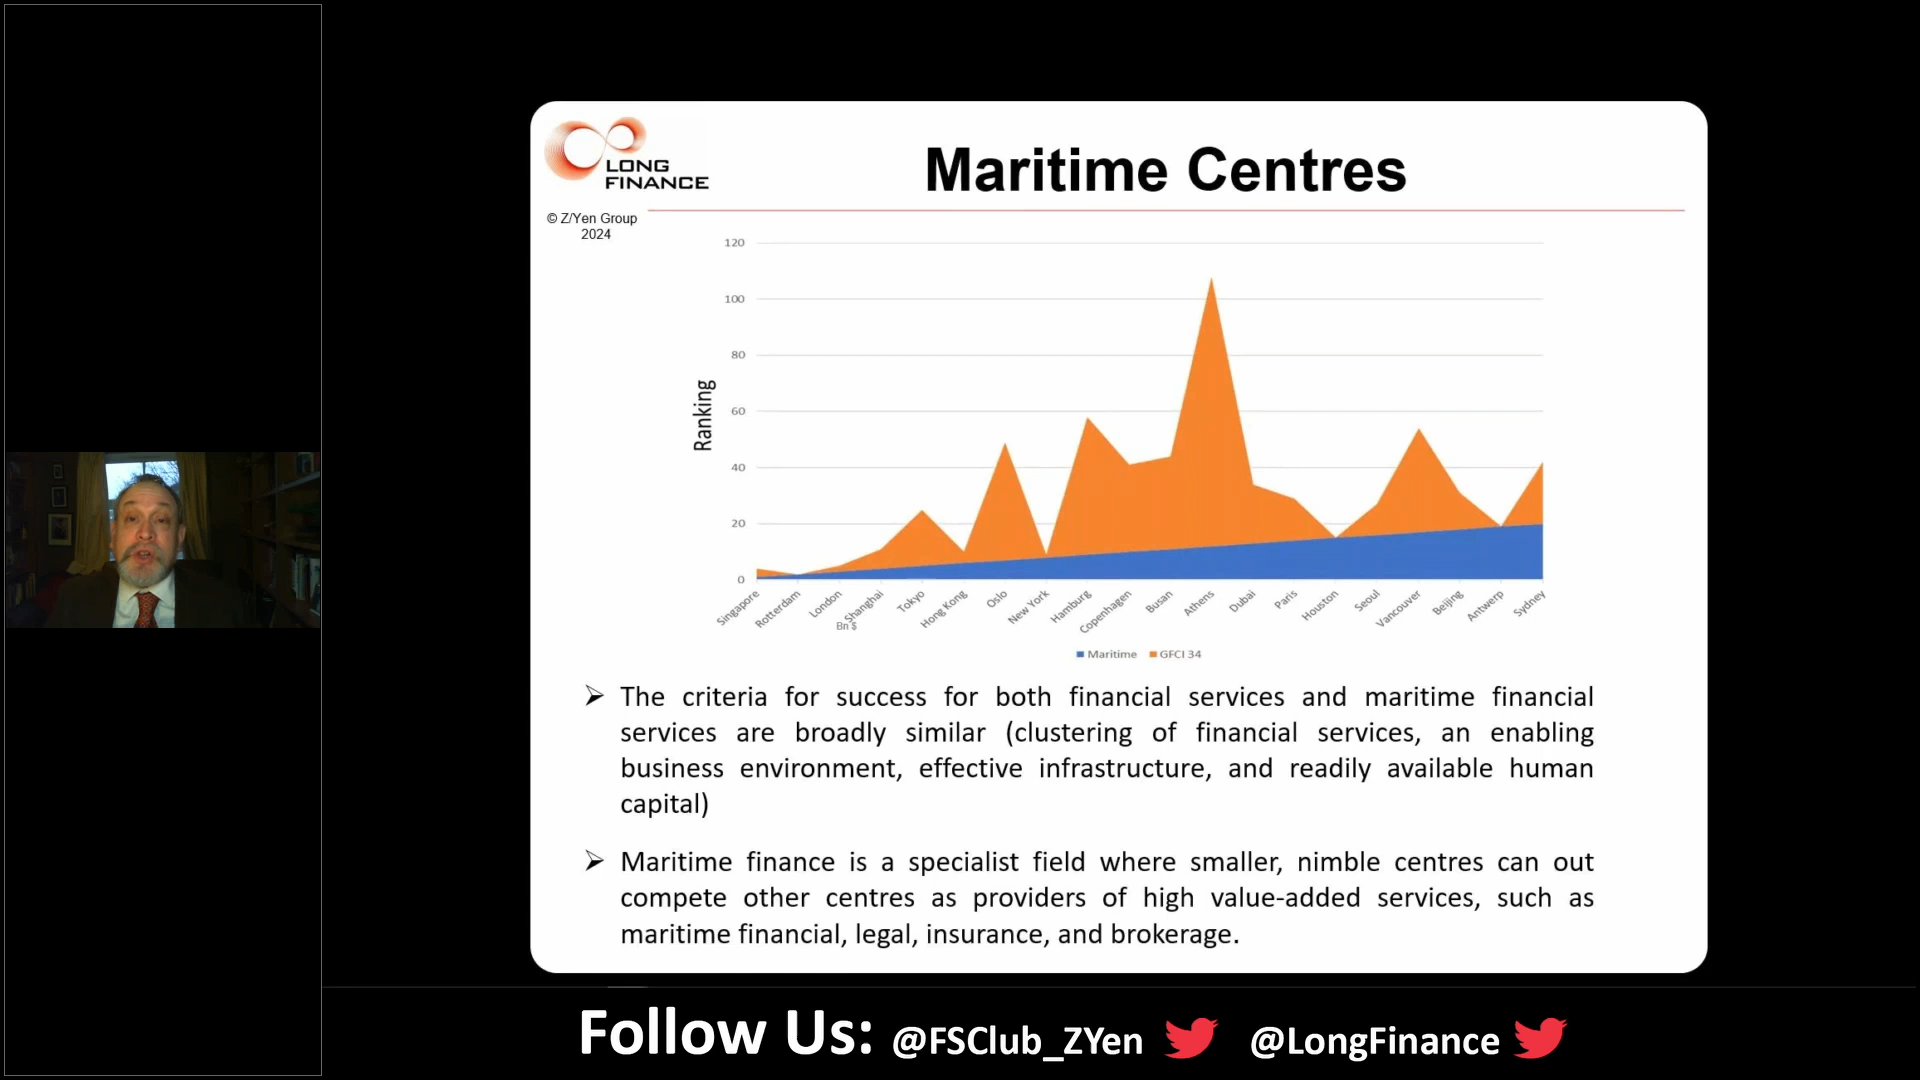 LONG
FINANCE
Maritime Centres
© Z/Yen Group
2024
Ranking
120
100
80
60
40
20
0
Singapore
Rotterdam
London
Shanghai
Tokyo
Hong Kong
Oslo
New York
Hamburg
Copenhagen
Busan
Athens
Dubai
Paris
Houston
Seoul
Vancouver
Beijing
Antwerp
Sydney
Bn $
Maritime
GFCI 34
➢ The criteria for success for both financial services and maritime financial
services are broadly similar (clustering of financial services, an enabling
business environment, effective infrastructure, and readily available human
capital)
➢ Maritime finance is a specialist field where smaller, nimble centres can out
compete other centres as providers of high value-added services, such as
maritime financial, legal, insurance, and brokerage.
Follow Us: @FSClub_ZYen @LongFinance